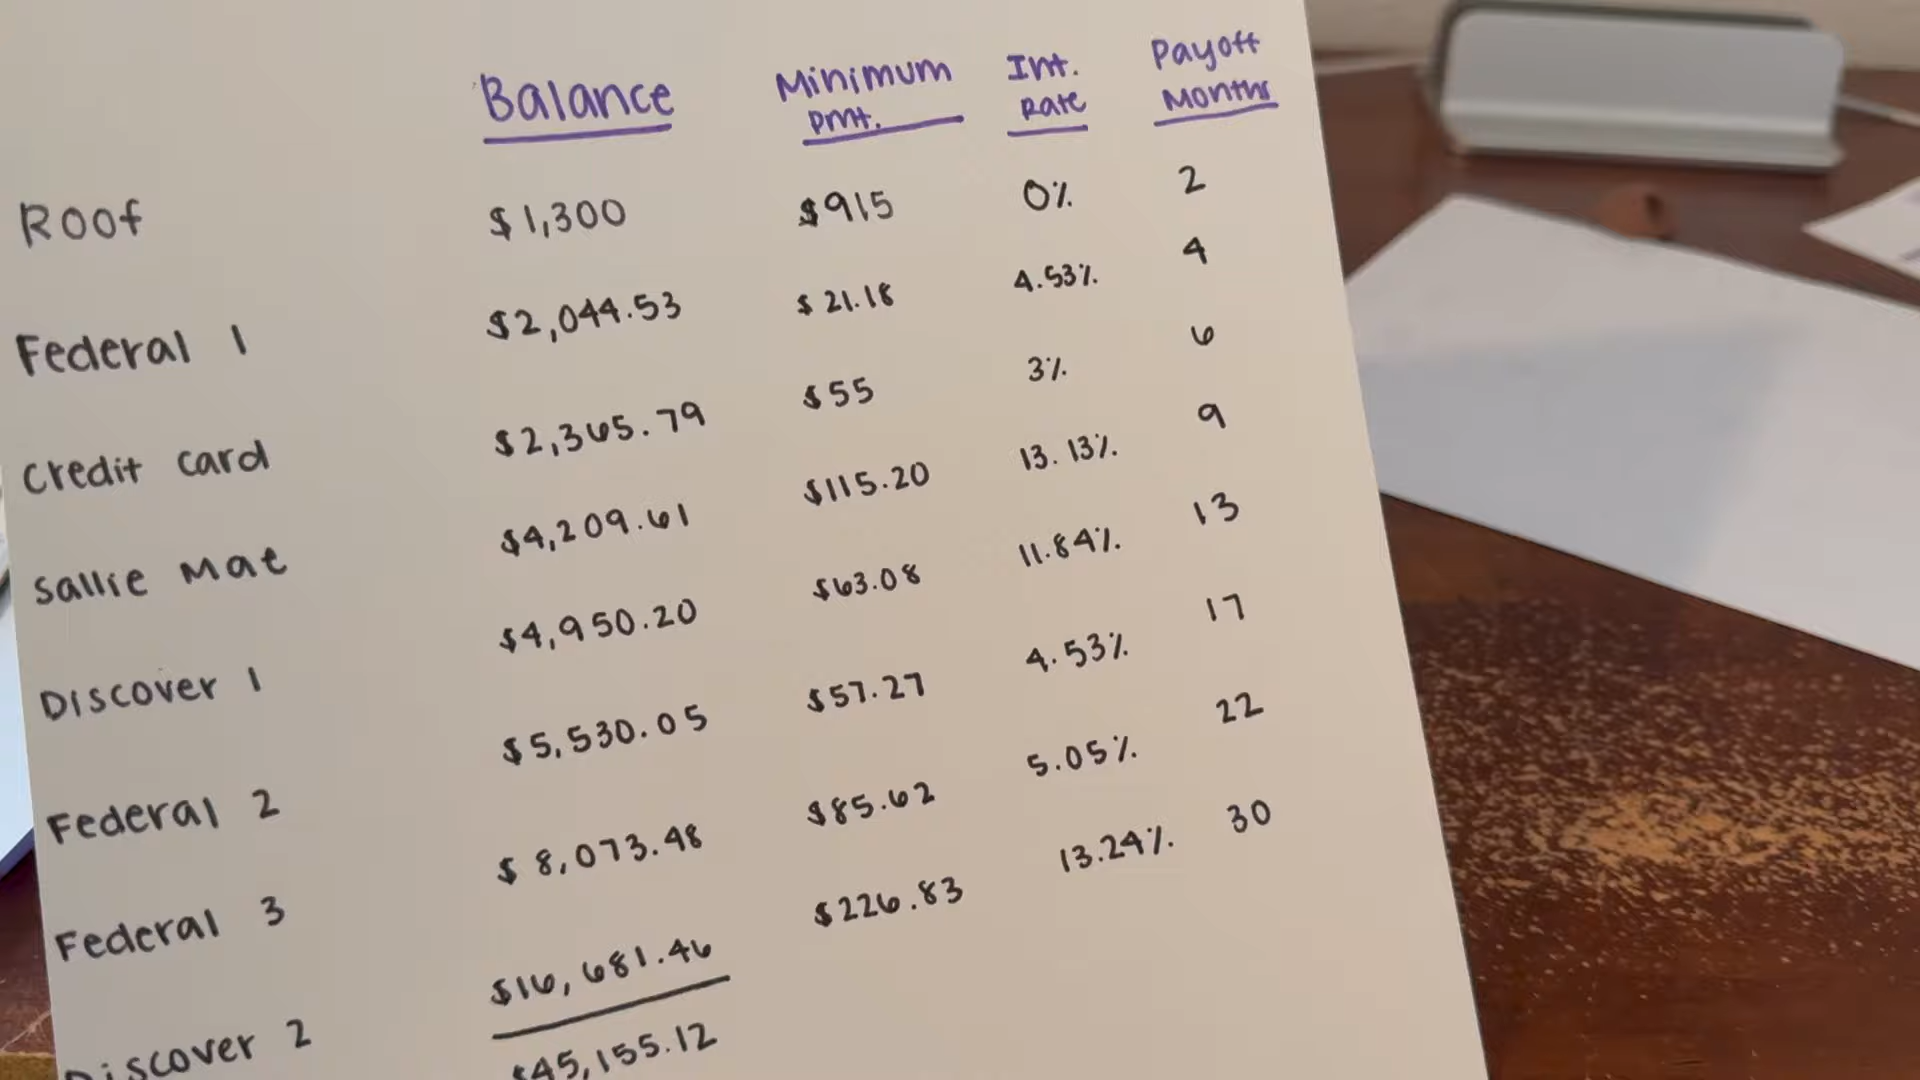 Balance Minimum Pmt. Int. Rate Payoff Months
Roof $1,300 $915 0% 2
Federal 1 $2,044.53 $21.18 4.53% 4
Credit card $2,365.79 $55 3% 6
Sallie Mae $4,209.61 $115.20 13.13% 9
Discover 1 $4,950.20 $63.08 11.84% 13
Federal 2 $5,530.05 $57.27 4.53% 17
Federal 3 $8,073.48 $85.62 5.05% 22
Discover 2 $16,681.46 $226.83 13.24% 30
$45,155.12